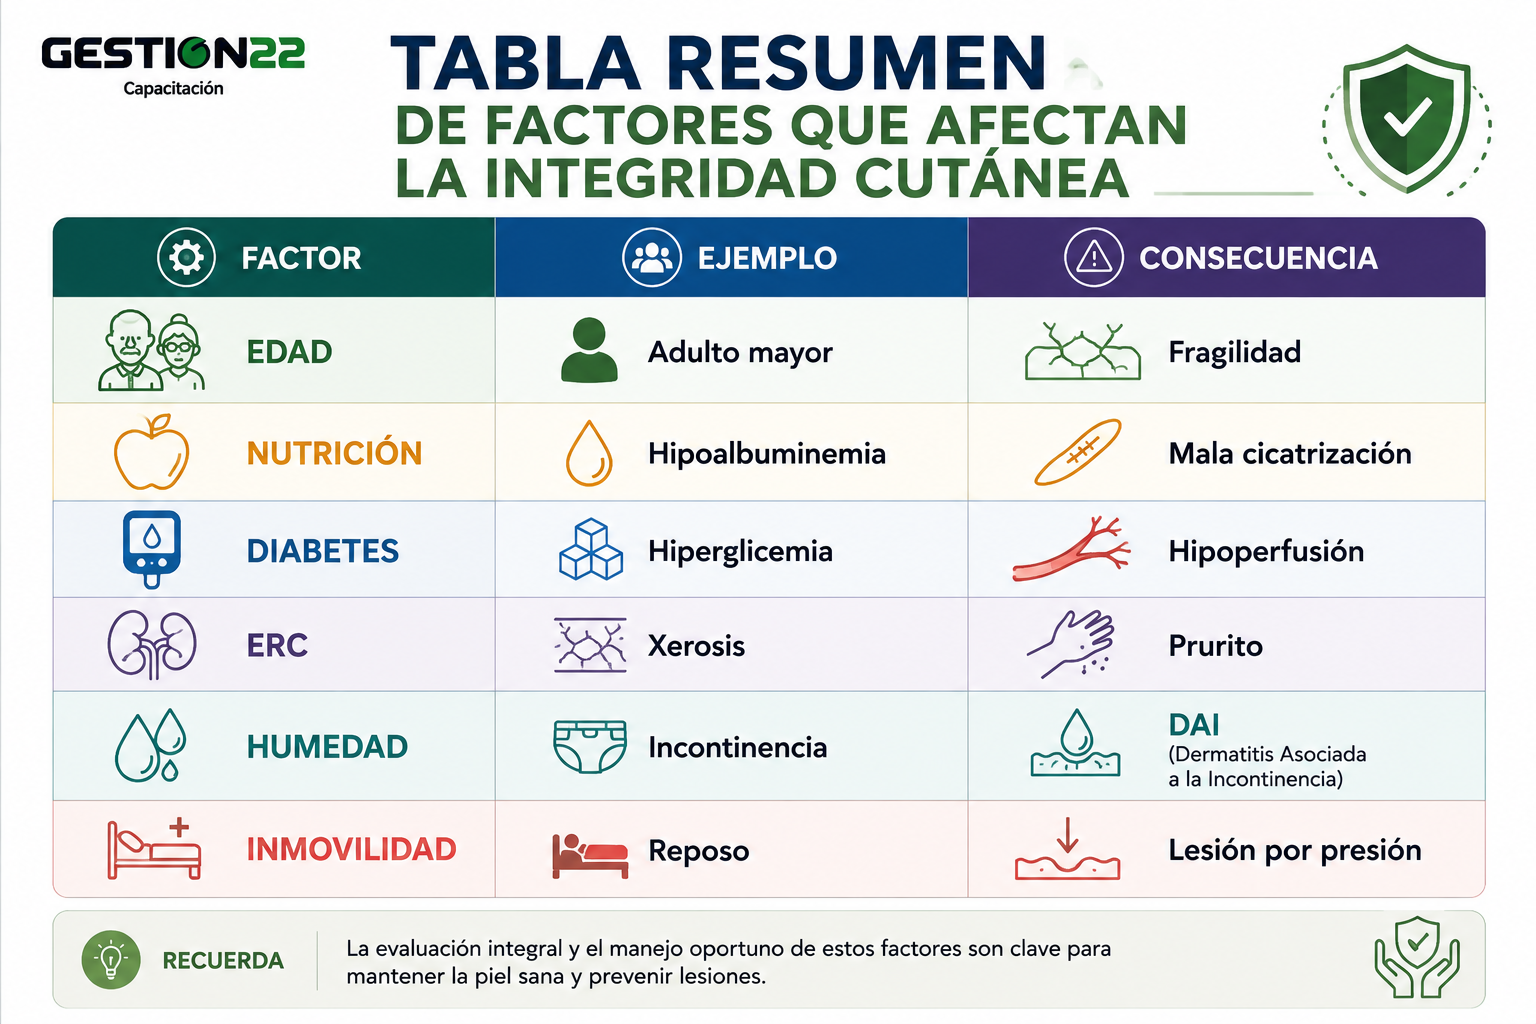 GESTION22
Capacitación
TABLA RESUMEN
DE FACTORES QUE AFECTAN
LA INTEGRIDAD CUTÁNEA
FACTOR
EJEMPLO
CONSECUENCIA
EDAD
Adulto mayor
Fragilidad
NUTRICIÓN
Hipoalbuminemia
Mala cicatrización
DIABETES
Hiperglicemia
Hipoperfusión
ERC
Xerosis
Prurito
HUMEDAD
Incontinencia
DAI
(Dermatitis Asociada
a la Incontinencia)
INMOVILIDAD
Reposo
Lesión por presión
RECUERDA
La evaluación integral y el manejo oportuno de estos factores son clave para
mantener la piel sana y prevenir lesiones.